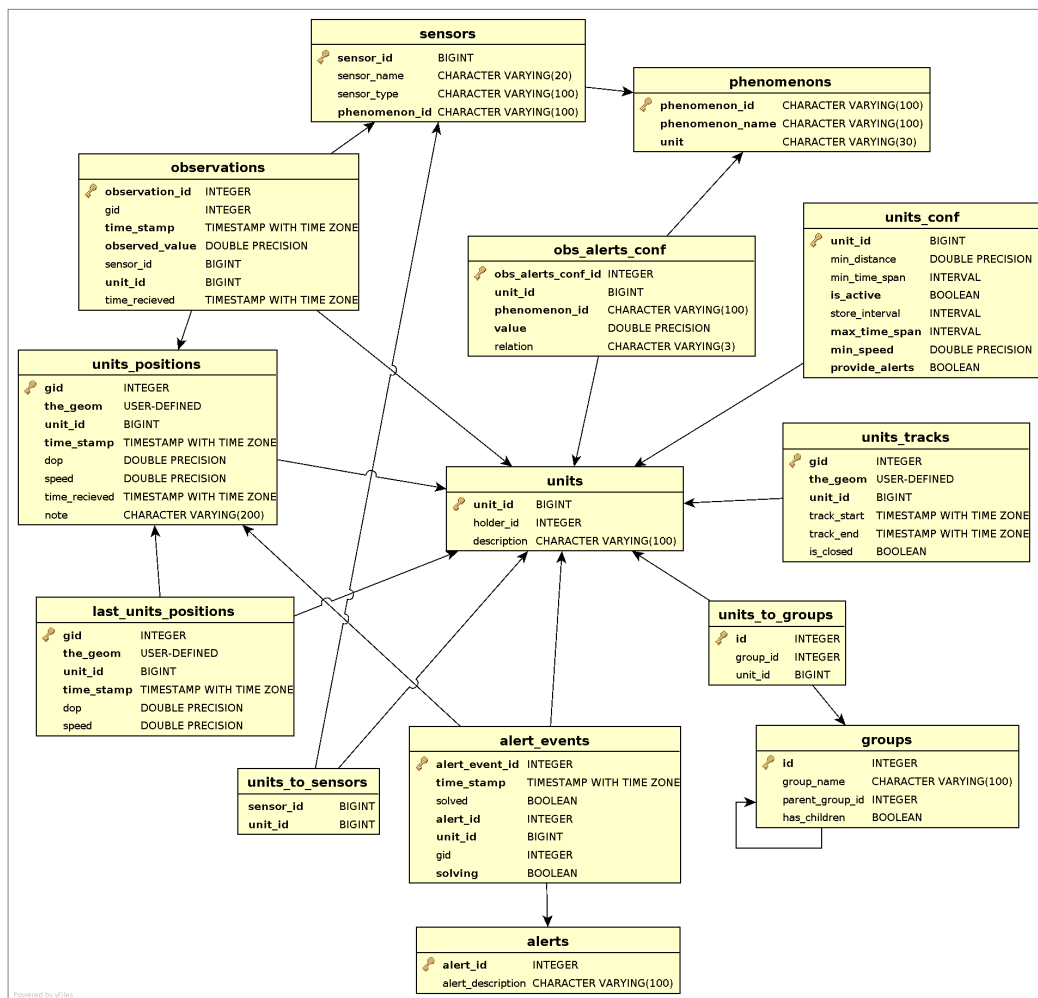 sensors
sensor_id BIGINT
sensor_name CHARACTER VARYING(20)
sensor_type CHARACTER VARYING(100)
phenomenon_id CHARACTER VARYING(100)
phenomenons
phenomenon_id CHARACTER VARYING(100)
phenomenon_name CHARACTER VARYING(100)
unit CHARACTER VARYING(30)
observations
observation_id INTEGER
gid INTEGER
time_stamp TIMESTAMP WITH TIME ZONE
observed_value DOUBLE PRECISION
sensor_id BIGINT
unit_id BIGINT
time_recieved TIMESTAMP WITH TIME ZONE
obs_alerts_conf
obs_alerts_conf_id INTEGER
unit_id BIGINT
phenomenon_id CHARACTER VARYING(100)
value DOUBLE PRECISION
relation CHARACTER VARYING(3)
units_conf
unit_id BIGINT
min_distance DOUBLE PRECISION
min_time_span INTERVAL
is_active BOOLEAN
store_interval INTERVAL
max_time_span INTERVAL
min_speed DOUBLE PRECISION
provide_alerts BOOLEAN
units_positions
gid INTEGER
the_geom USER-DEFINED
unit_id BIGINT
time_stamp TIMESTAMP WITH TIME ZONE
dop DOUBLE PRECISION
speed DOUBLE PRECISION
time_recieved TIMESTAMP WITH TIME ZONE
note CHARACTER VARYING(200)
units
unit_id BIGINT
holder_id INTEGER
description CHARACTER VARYING(100)
units_tracks
gid INTEGER
the_geom USER-DEFINED
unit_id BIGINT
track_start TIMESTAMP WITH TIME ZONE
track_end TIMESTAMP WITH TIME ZONE
is_closed BOOLEAN
last_units_positions
gid INTEGER
the_geom USER-DEFINED
unit_id BIGINT
time_stamp TIMESTAMP WITH TIME ZONE
dop DOUBLE PRECISION
speed DOUBLE PRECISION
units_to_groups
id INTEGER
group_id INTEGER
unit_id BIGINT
units_to_sensors
sensor_id BIGINT
unit_id BIGINT
alert_events
alert_event_id INTEGER
time_stamp TIMESTAMP WITH TIME ZONE
solved BOOLEAN
alert_id INTEGER
unit_id BIGINT
gid INTEGER
solving BOOLEAN
groups
id INTEGER
group_name CHARACTER VARYING(100)
parent_group_id INTEGER
has_children BOOLEAN
alerts
alert_id INTEGER
alert_description CHARACTER VARYING(100)
Powered by yFiles